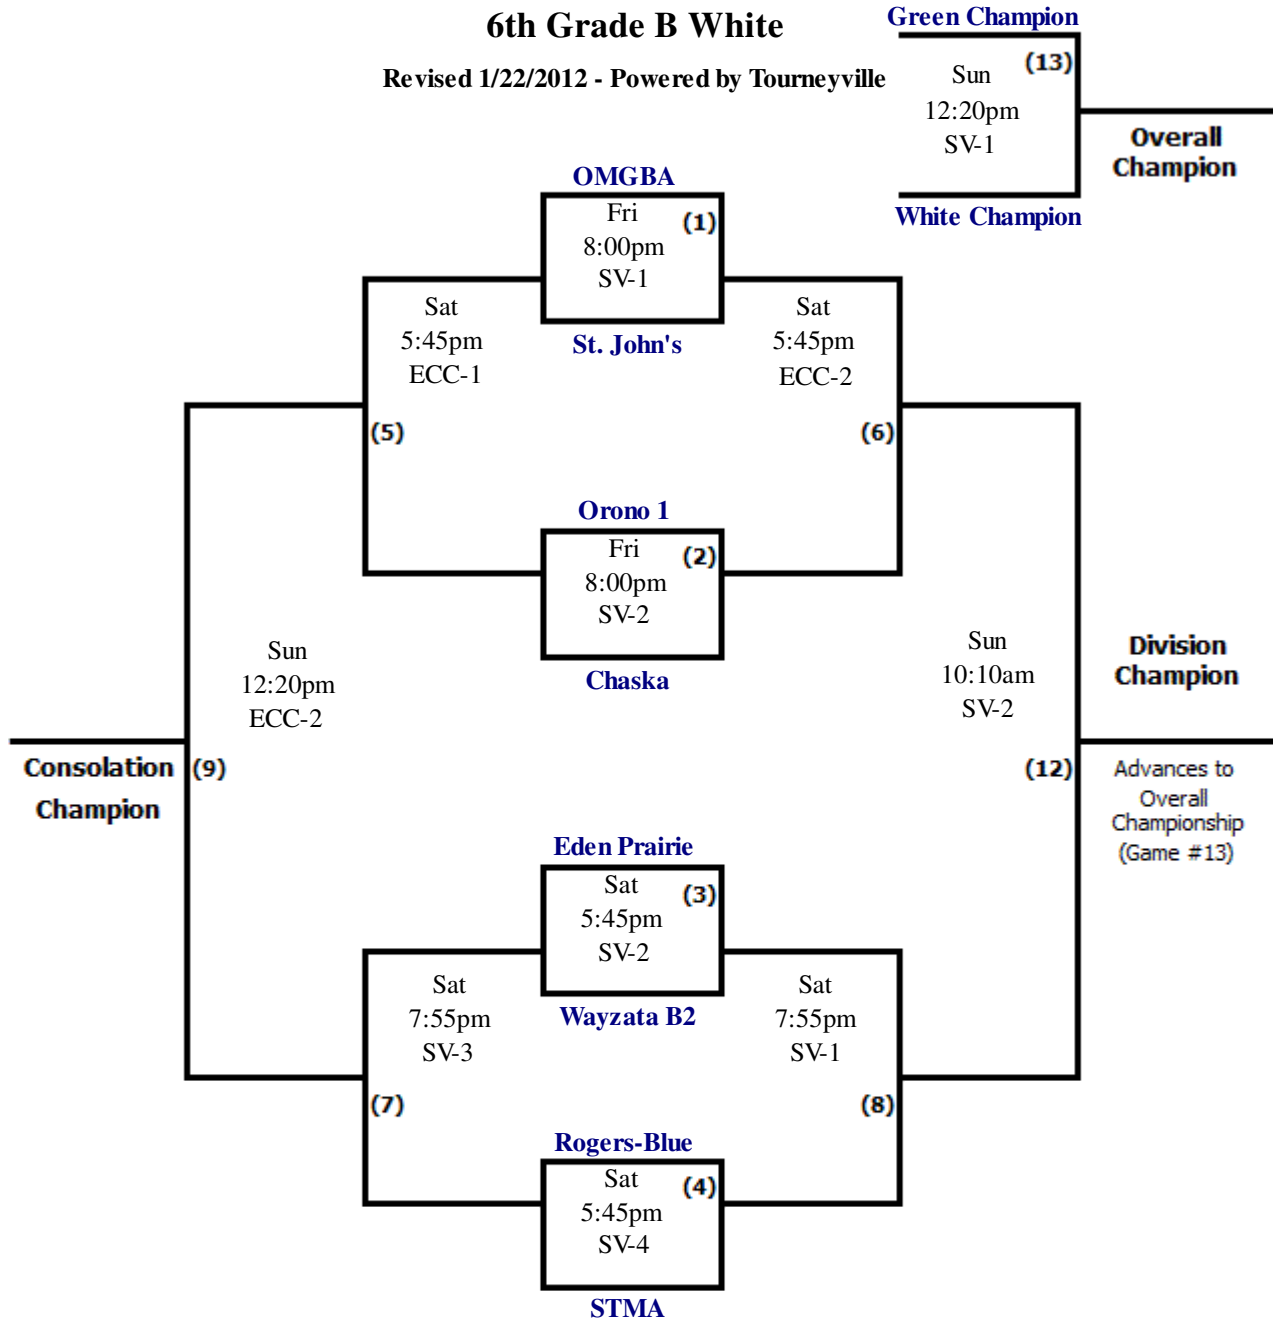 6th Grade B White
Revised 1/22/2012 - Powered by Tourneyville
Green Champion
(13)
Sun
12:20pm
SV-1
Overall
Champion
White Champion
OMGBA
Fri
8:00pm
SV-1
(1)
St. John's
Sat
5:45pm
ECC-1
(5)
Sat
5:45pm
ECC-2
(6)
Orono 1
Fri
8:00pm
SV-2
(2)
Chaska
Sun
12:20pm
ECC-2
(9)
Consolation
Champion
Sun
10:10am
SV-2
(12)
Division
Champion
Advances to
Overall
Championship
(Game #13)
Eden Prairie
Sat
5:45pm
SV-2
(3)
Wayzata B2
Sat
7:55pm
SV-3
(7)
Sat
7:55pm
SV-1
(8)
Rogers-Blue
Sat
5:45pm
SV-4
(4)
STMA